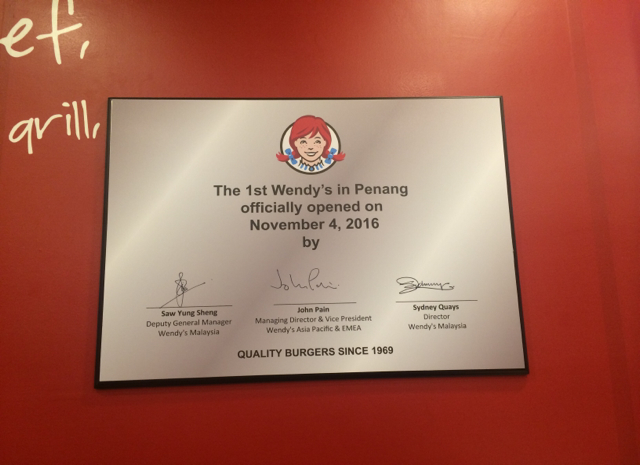 ef,
grill,
The 1st Wendy's in Penang
officially opened on
November 4, 2016
by
John Pain
Saw Yung Sheng
Deputy General Manager
Wendy's Malaysia
John Pain
Managing Director & Vice President
Wendy's Asia Pacific & EMEA
Sydney Quays
Director
Wendy's Malaysia
QUALITY BURGERS SINCE 1969